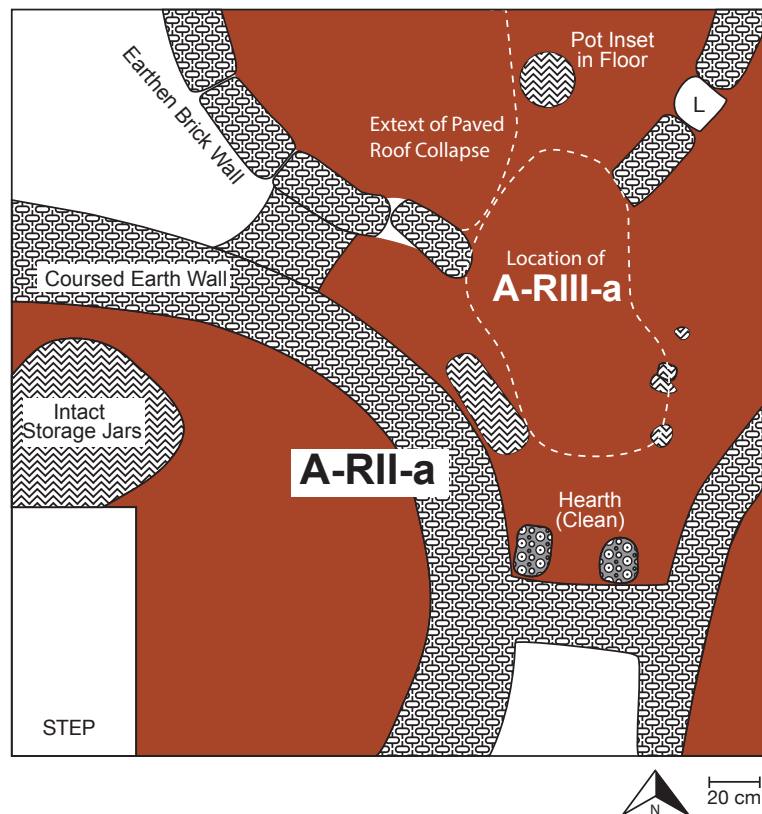 Pot Inset
in Floor
Earthen Brick Wall
L
Extext of Paved
Roof Collapse
Location of
A-RIII-a
Coursed Earth Wall
Intact
Storage Jars
A-RII-a
Hearth
(Clean)
STEP
N
20 cm